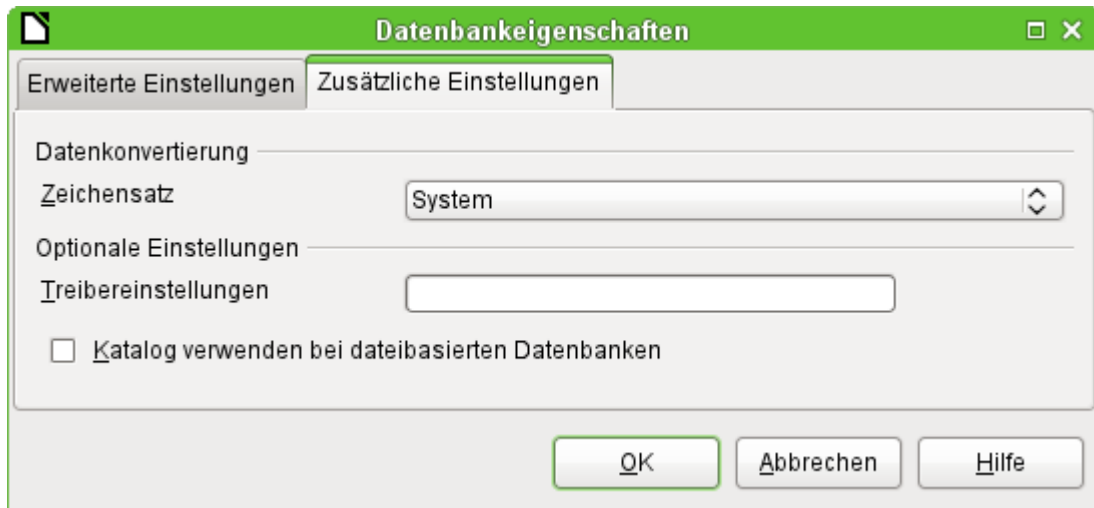 Datenbankeigenschaften
Erweiterte Einstellungen Zusätzliche Einstellungen
Datenkonvertierung
Zeichensatz System
Optionale Einstellungen
Treibereinstellungen
Katalog verwenden bei dateibasierten Datenbanken
OK Abbrechen Hilfe